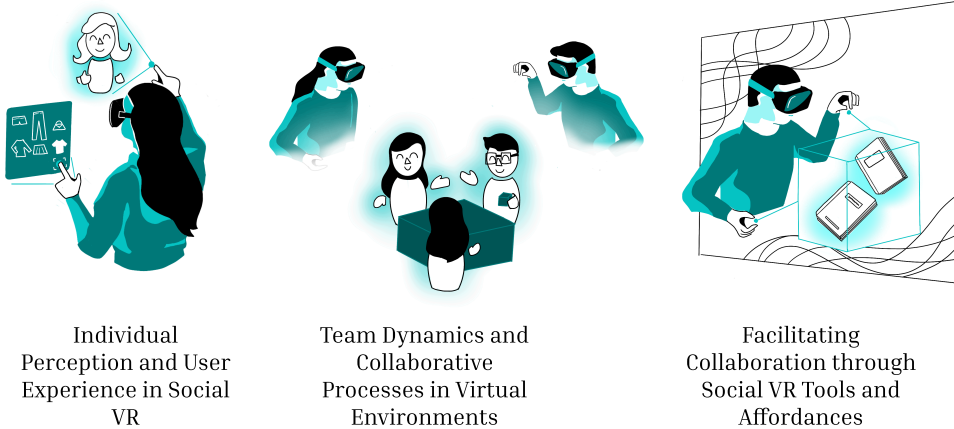 Individual
Perception and User
Experience in Social
VR
Team Dynamics and
Collaborative
Processes in Virtual
Environments
Facilitating
Collaboration through
Social VR Tools and
Affordances